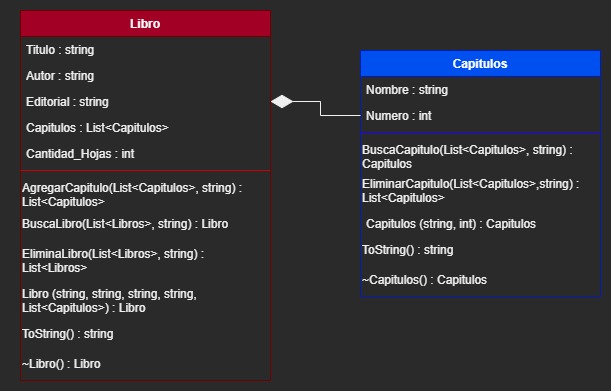 Libro
Titulo : string
Autor : string
Editorial : string
Capitulos : List<Capitulos>
Cantidad_Hojas : int
AgregarCapitulo(List<Capitulos>, string) :
List<Capitulos>
BuscaLibro(List<Libros>, string) : Libro
EliminaLibro(List<Libros>, string) :
List<Libros>
Libro (string, string, string, string,
List<Capitulos>) : Libro
ToString() : string
~Libro() : Libro
Capitulos
Nombre : string
Numero : int
BuscaCapitulo(List<Capitulos>, string) :
Capitulos
EliminarCapitulo(List<Capitulos>,string) :
List<Capitulos>
Capitulos (string, int) : Capitulos
ToString() : string
~Capitulos() : Capitulos